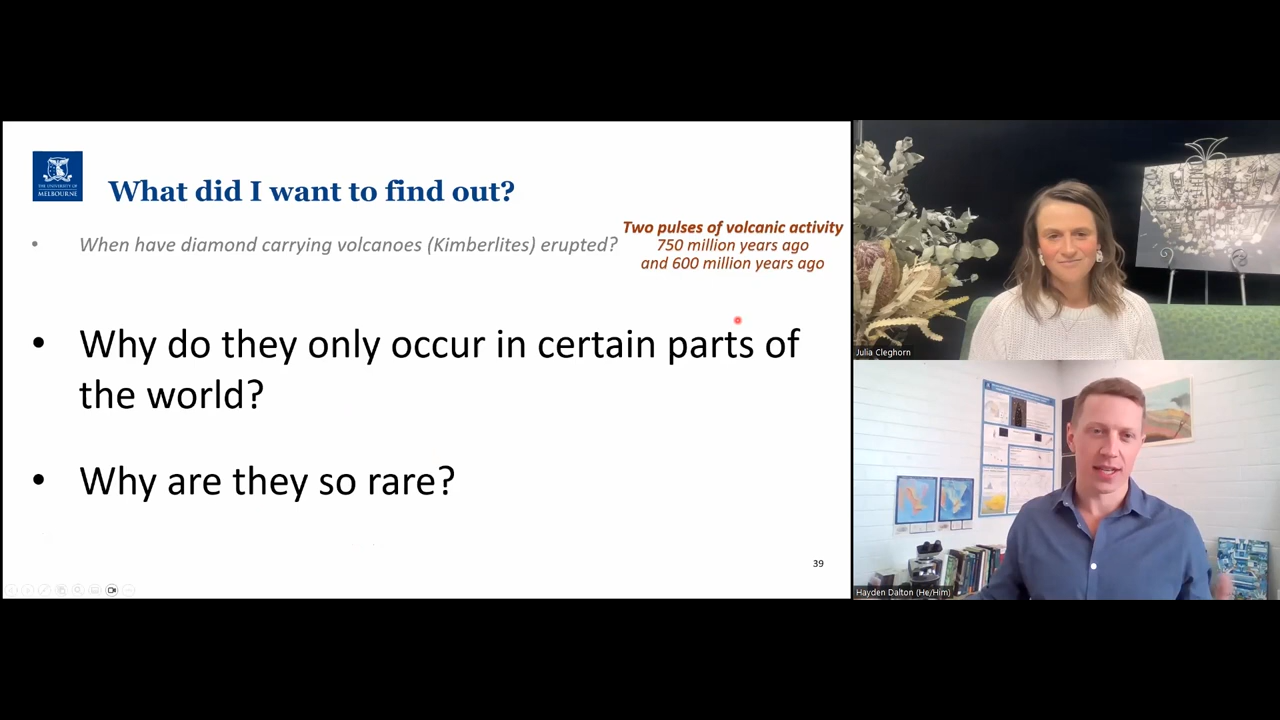 THE UNIVERSITY OF
MELBOURNE
What did I want to find out?
• When have diamond carrying volcanoes (Kimberlites) erupted?
Two pulses of volcanic activity
750 million years ago
and 600 million years ago
• Why do they only occur in certain parts of
the world?
• Why are they so rare?
39
Julia Cleghorn
Hayden Dalton (He/Him)